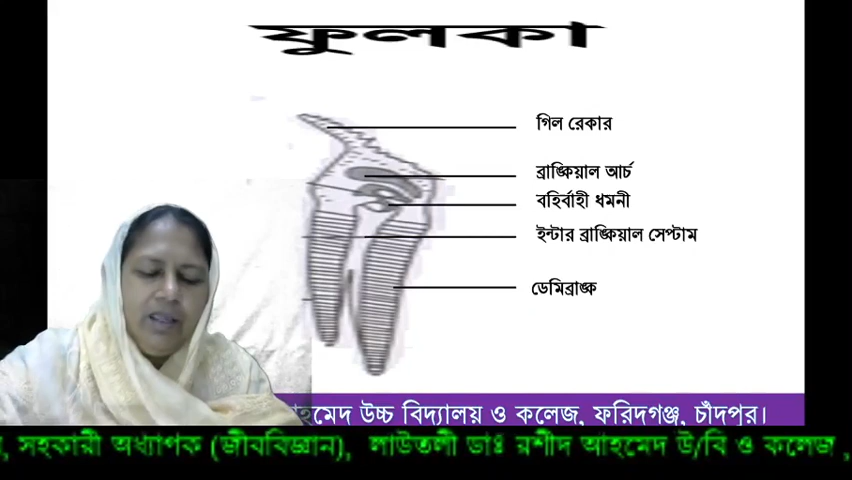 ফুলকা
গিল রেকার
ব্রাঙ্কিয়াল আর্চ
বহির্বাহী ধমনী
ইন্টার ব্রাঙ্কিয়াল সেপ্টাম
ডেমিব্রাঙ্ক
হমেদ উচ্চ বিদ্যালয় ও কলেজ, ফরিদগঞ্জ, চাঁদপুর।
, সহকারী অধ্যাপক (জীববিজ্ঞান), লাউতলী ডাঃ রশীদ আহমেদ উ/বি ও কলেজ ,